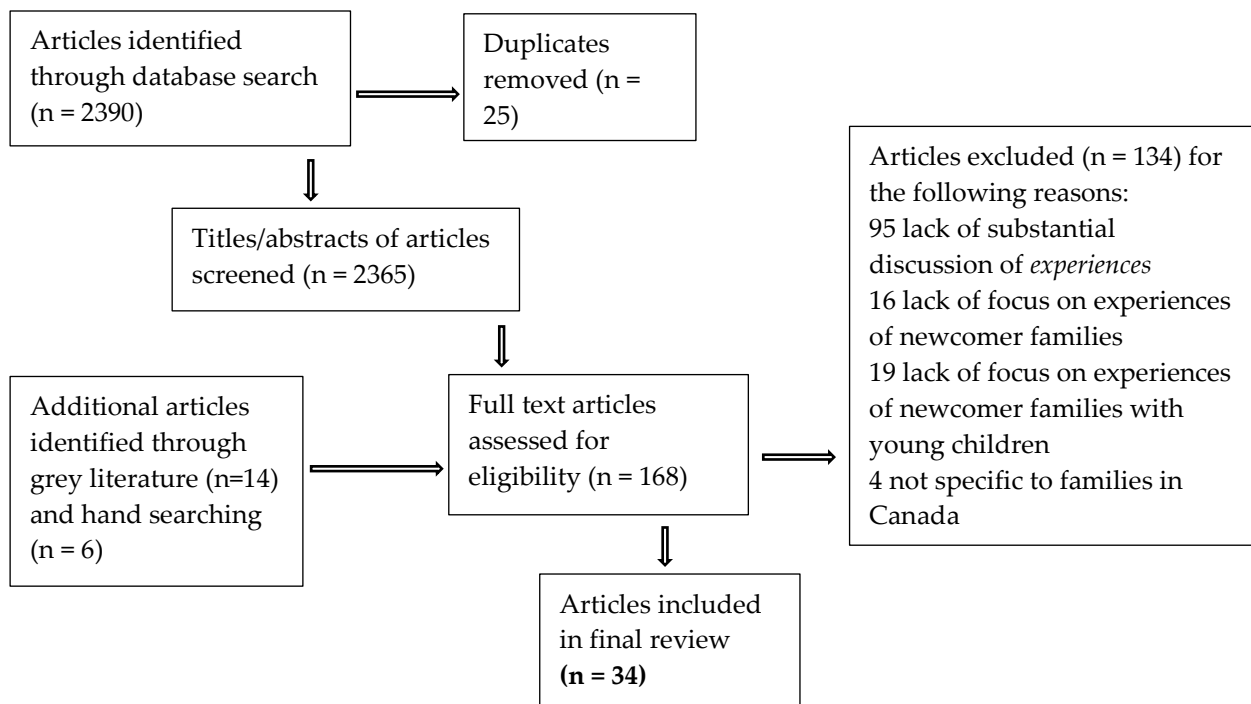 Articles identified
through database search
(n = 2390)
Duplicates
removed (n =
25)
Titles/abstracts of articles
screened (n = 2365)
Additional articles
identified through
grey literature (n=14)
and hand searching
(n = 6)
Full text articles
assessed for
eligibility (n = 168)
Articles excluded (n = 134) for
the following reasons:
95 lack of substantial
discussion of experiences
16 lack of focus on experiences
of newcomer families
19 lack of focus on experiences
of newcomer families with
young children
4 not specific to families in
Canada
Articles included
in final review
(n = 34)